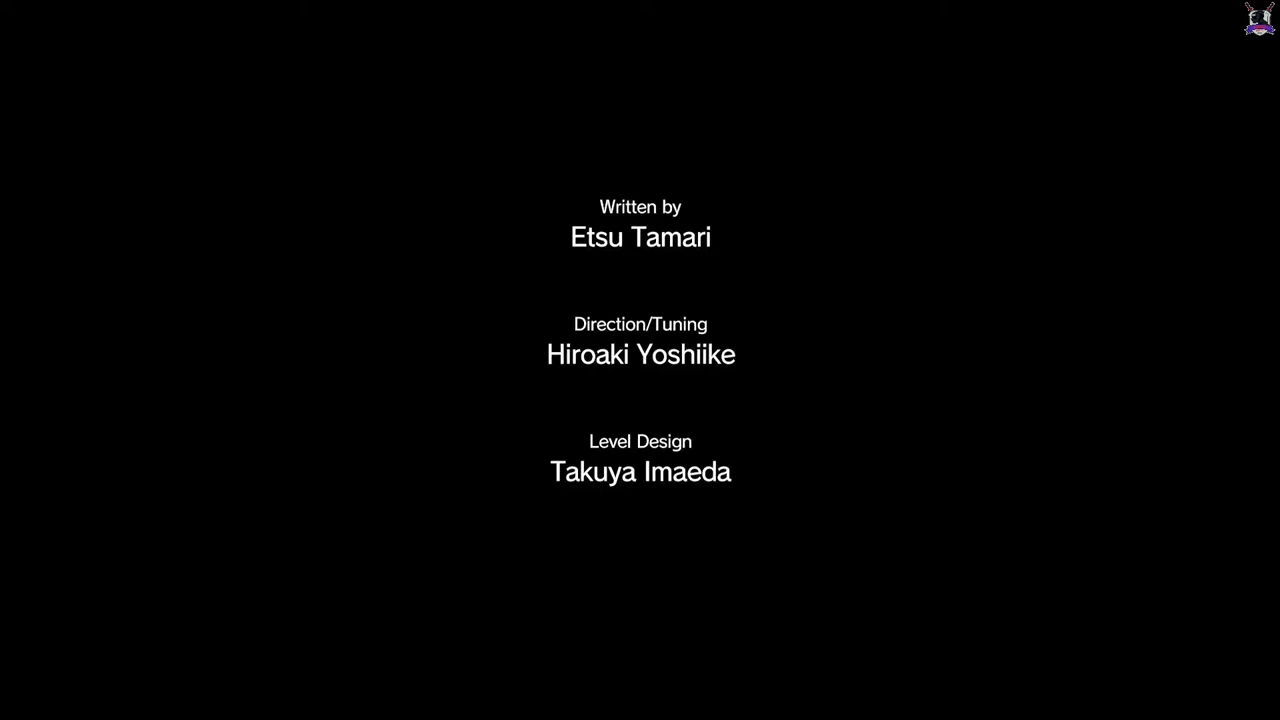 Written by
Etsu Tamari
Direction/Tuning
Hiroaki Yoshiike
Level Design
Takuya Imaeda